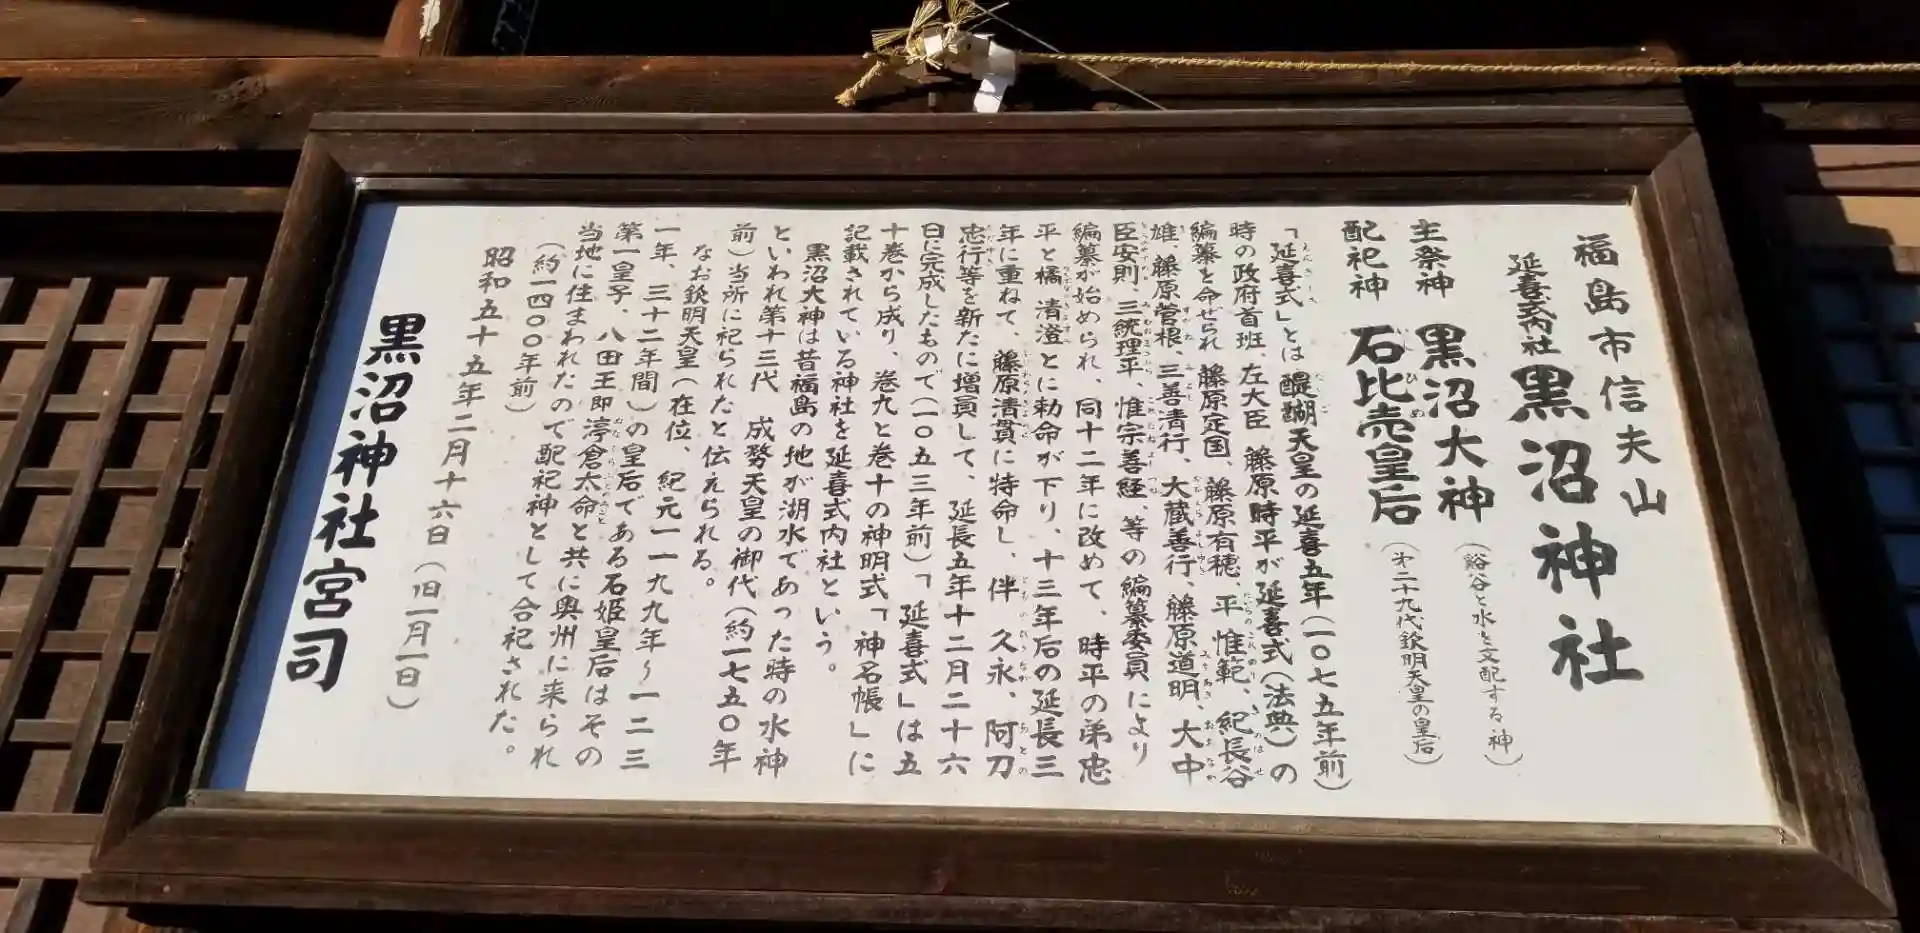 福島市信夫山
延喜式内社 黒沼神社
主祭神 黒沼大神 (谿谷と水を支配する神)
配祀神 石比売皇后 (才二十九代欽明天皇の皇后)
「延喜式」とは醍醐天皇の延喜五年(一〇七五年前)
時の政府首班、左大臣 藤原時平が延喜式(法典)の
編纂を命ぜられ 藤原定国、藤原有穂、平 惟範、紀長谷
雄、藤原菅根、三善清行、大蔵善行、藤原道明、大中
臣安則、三統理平、惟宗善経、等の編纂委員により
編纂が始められ、同十二年に改めて、時平の弟忠
平と橘 清澄とに勅命が下り、十三年后の延長三
年に重ねて、藤原清貫に特命し、伴 久永、阿刀
忠行等を新たに増員して、延長五年十二月二十六
日に完成したもので(一〇五三年前)「延喜式」は五
十巻から成り、巻九と巻十の神明式「神名帳」に
記載されている神社を延喜式内社という。
黒沼大神は昔福島の地が湖水であった時の水神
といわれ第十三代 成務天皇の御代(約一七五〇年
前)当所に祀られたと伝えられる。
なお欽明天皇(在位、紀元一一九九年〜一二三
一年、三十二年間)の皇后である石姫皇后はその
第一皇子、八田王即渟倉太命と共に奥州に来られ
当地に住まわれたので配祀神として合祀された。
(約一四〇〇年前)
昭和五十五年二月十六日(旧一月一日)
黒沼神社宮司